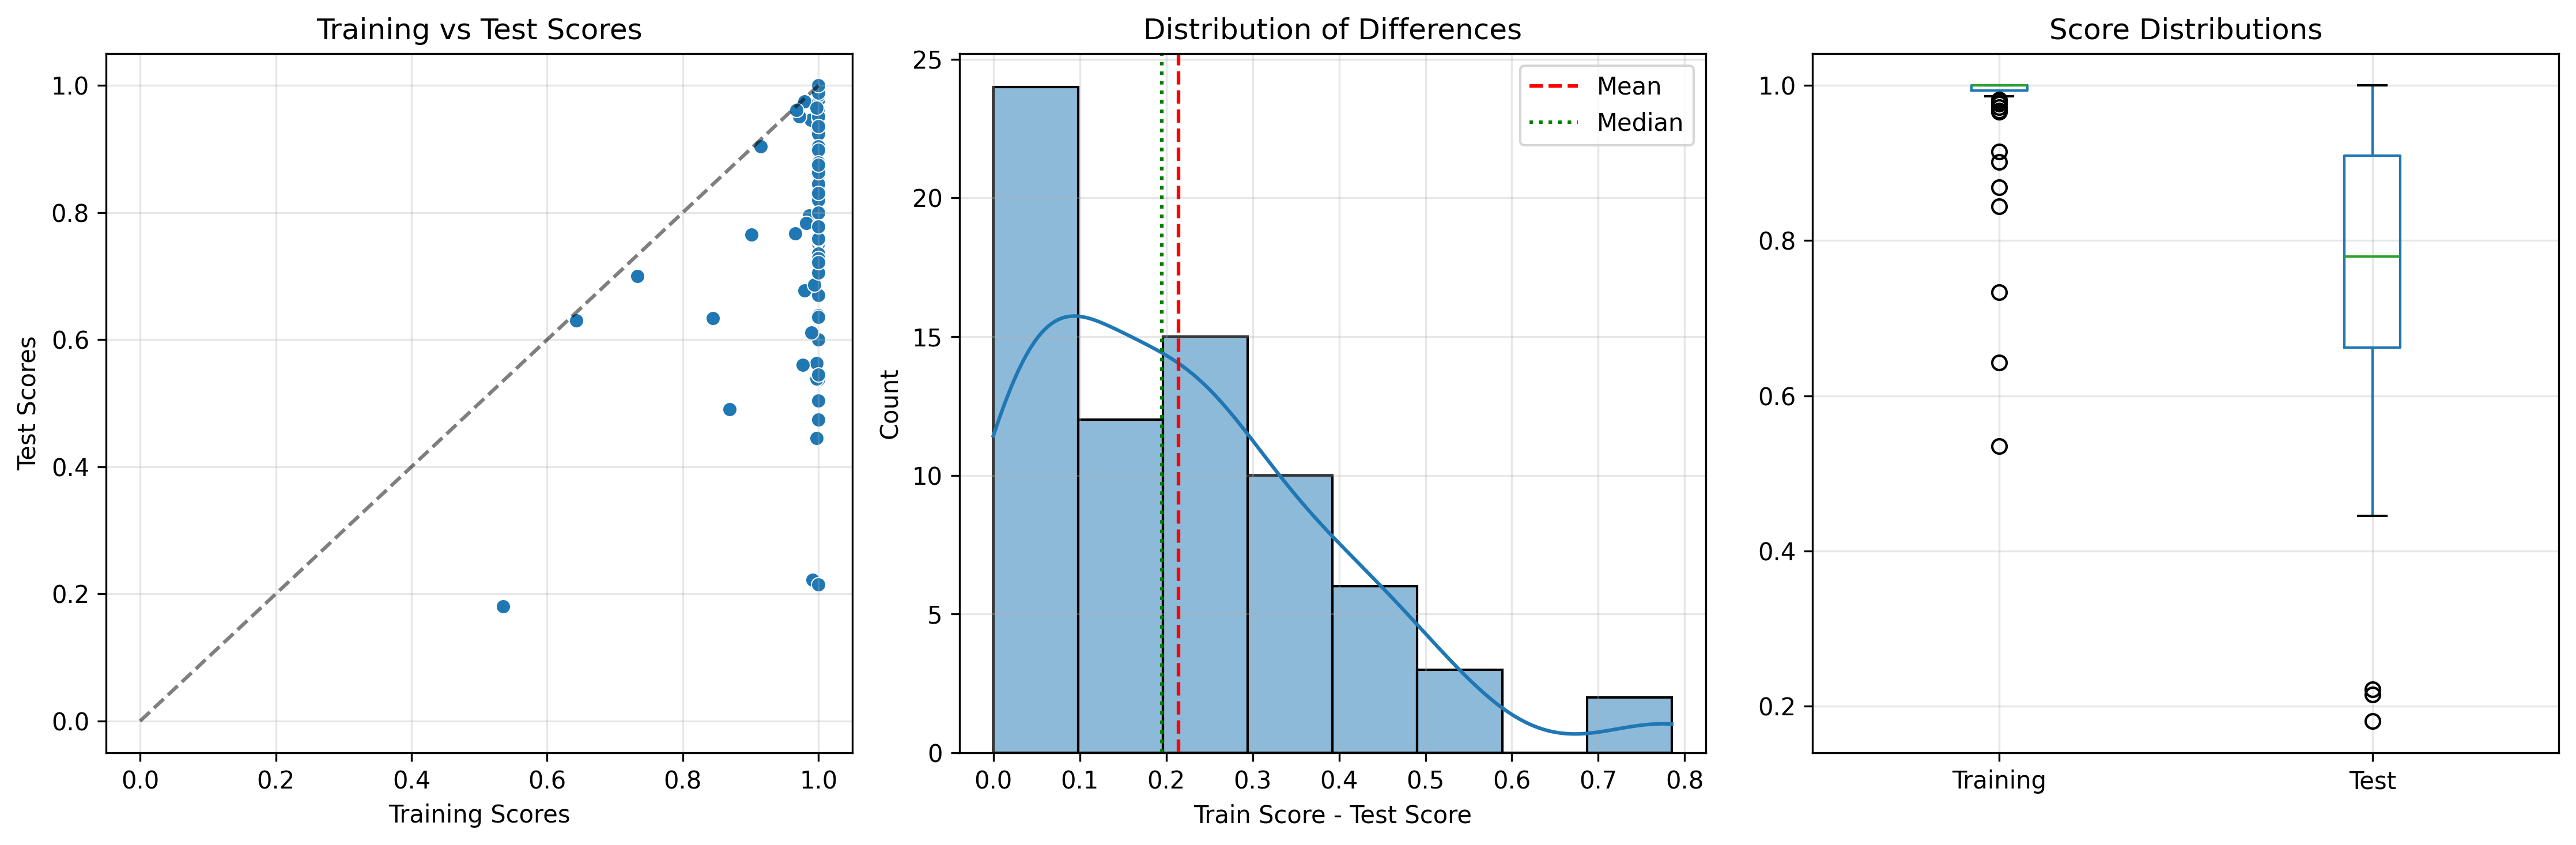 Training vs Test Scores
Test Scores
1.0
0.8
0.6
0.4
0.2
0.0
0.0 0.2 0.4 0.6 0.8 1.0
Training Scores
Distribution of Differences
Count
25
20
15
10
5
0
Mean
Median
0.0 0.1 0.2 0.3 0.4 0.5 0.6 0.7 0.8
Train Score - Test Score
Score Distributions
1.0
0.8
0.6
0.4
0.2
Training Test